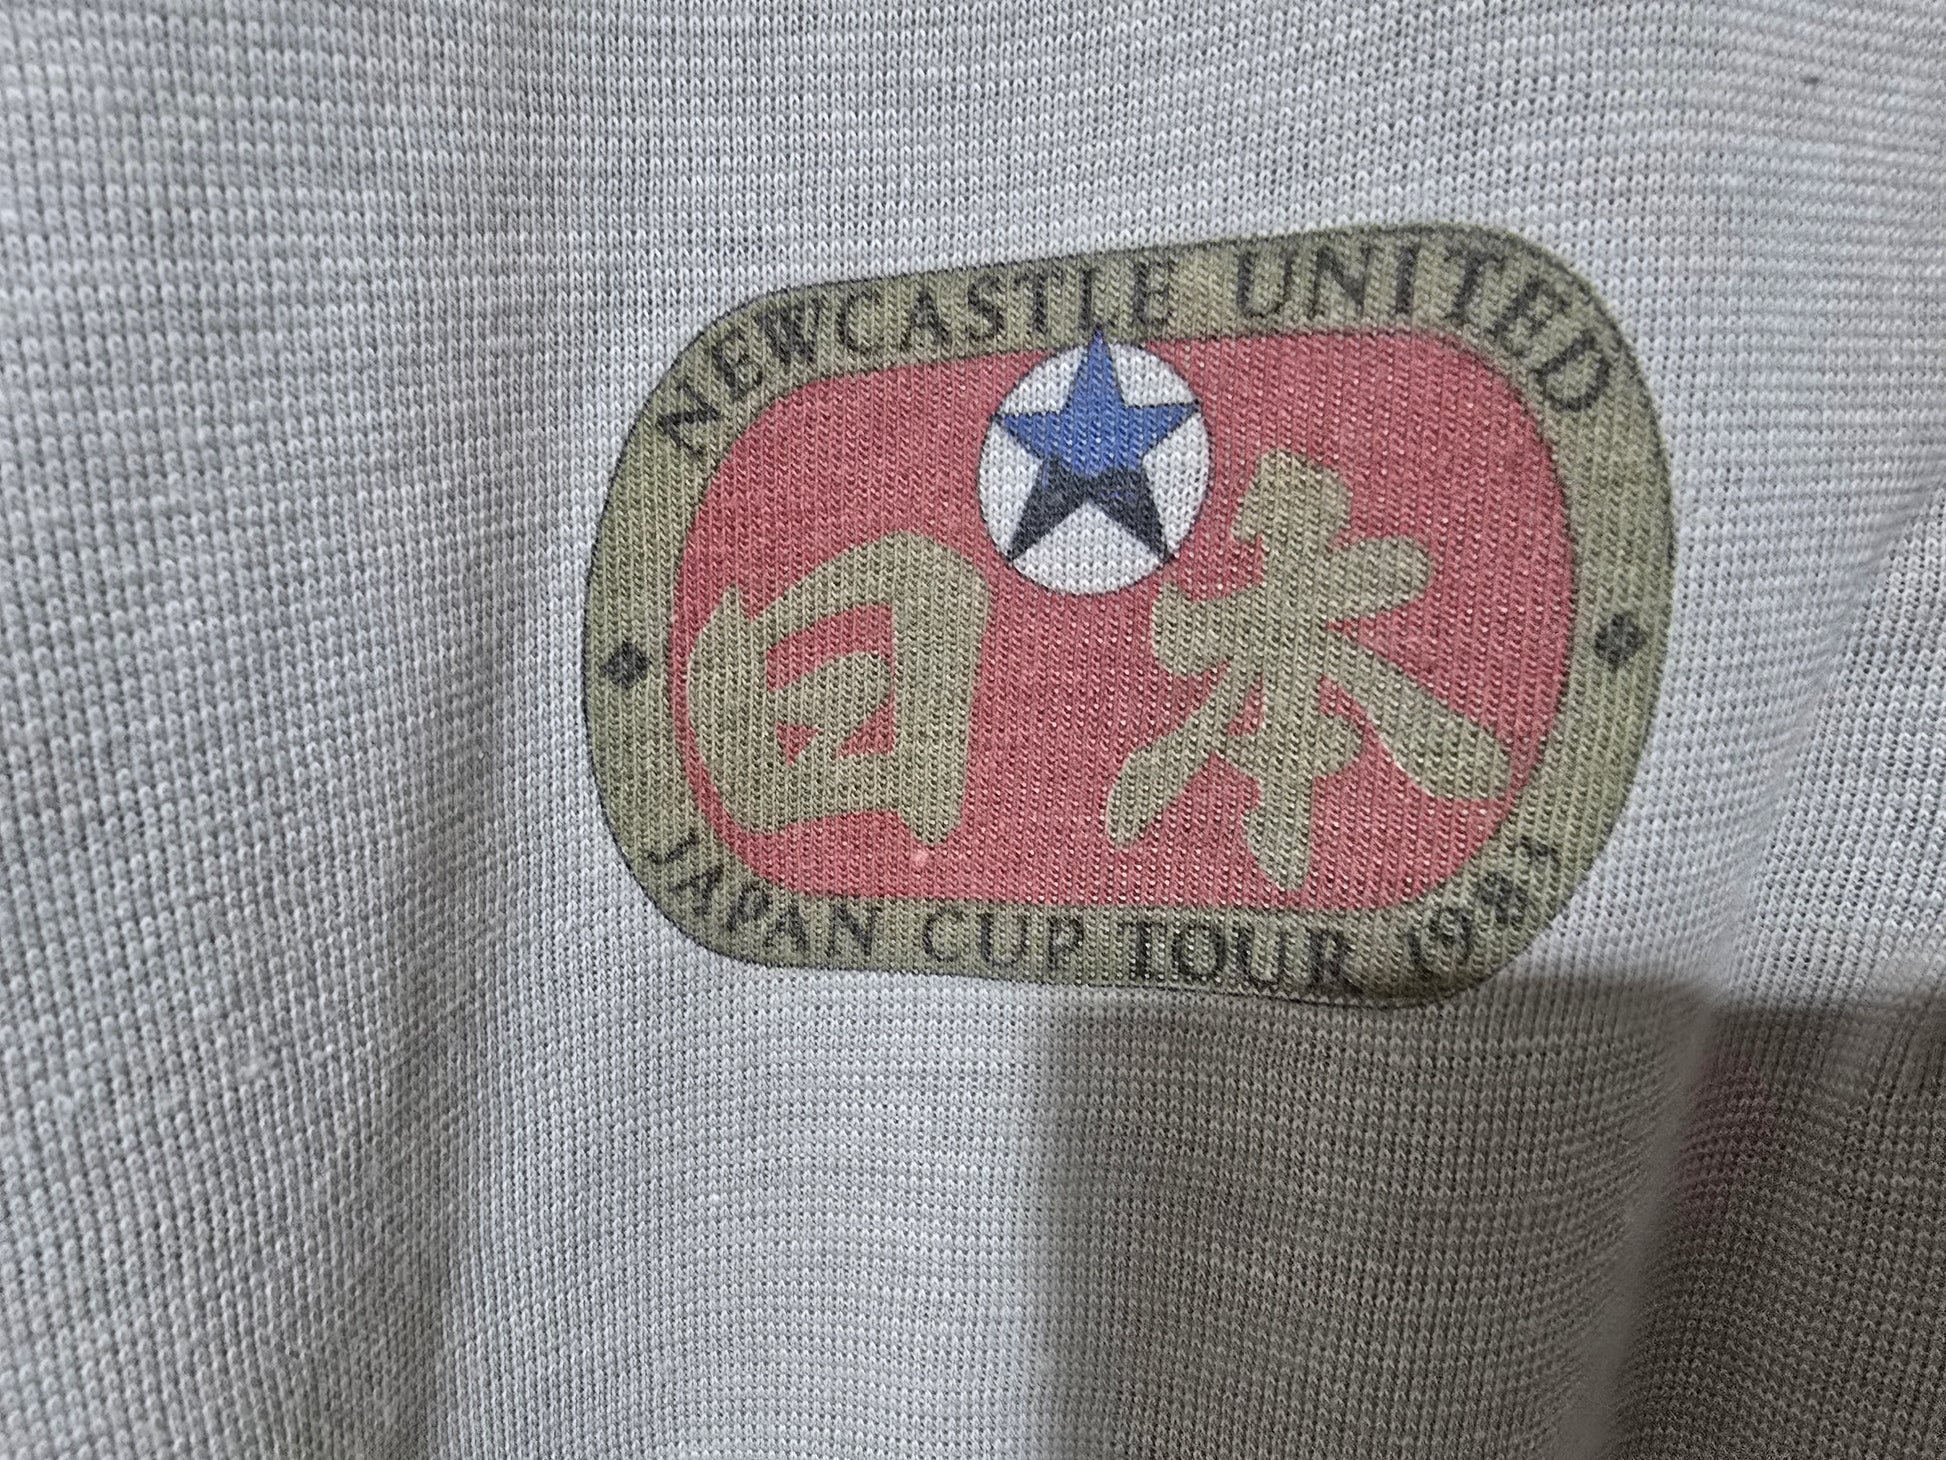 NEWCASTLE UNITED
日本
JAPAN CUP TOUR